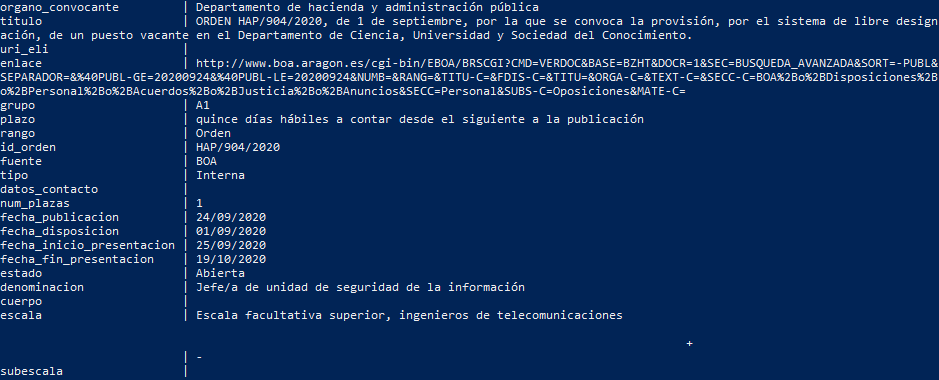 organo_convocante | Departamento de hacienda y administración pública
titulo | ORDEN HAP/904/2020, de 1 de septiembre, por la que se convoca la provisión, por el sistema de libre design
ación, de un puesto vacante en el Departamento de Ciencia, Universidad y Sociedad del Conocimiento.
uri_eli |
enlace | http://www.boa.aragon.es/cgi-bin/EBOA/BRSCGI?CMD=VERDOC&BASE=BZHT&DOCR=1&SEC=BUSQUEDA_AVANZADA&SORT=-PUBL&
SEPARADOR=&%40PUBL-GE=20200924&%40PUBL-LE=20200924&NUMB=&RANG=&TITU-C=&FDIS-C=&TITU=&ORGA-C=&TEXT-C=&SECC-C=BOA%2Bo%2BDisposiciones%2B
o%2BPersonal%2Bo%2BAcuerdos%2Bo%2BJusticia%2Bo%2BAnuncios&SECC=Personal&SUBS-C=Oposiciones&MATE-C=
grupo | A1
plazo | quince días hábiles a contar desde el siguiente a la publicación
rango | Orden
id_orden | HAP/904/2020
fuente | BOA
tipo | Interna
datos_contacto |
num_plazas | 1
fecha_publicacion | 24/09/2020
fecha_disposicion | 01/09/2020
fecha_inicio_presentacion | 25/09/2020
fecha_fin_presentacion | 19/10/2020
estado | Abierta
denominacion | Jefe/a de unidad de seguridad de la información
cuerpo |
escala | Escala facultativa superior, ingenieros de telecomunicaciones
+
| -
subescala |